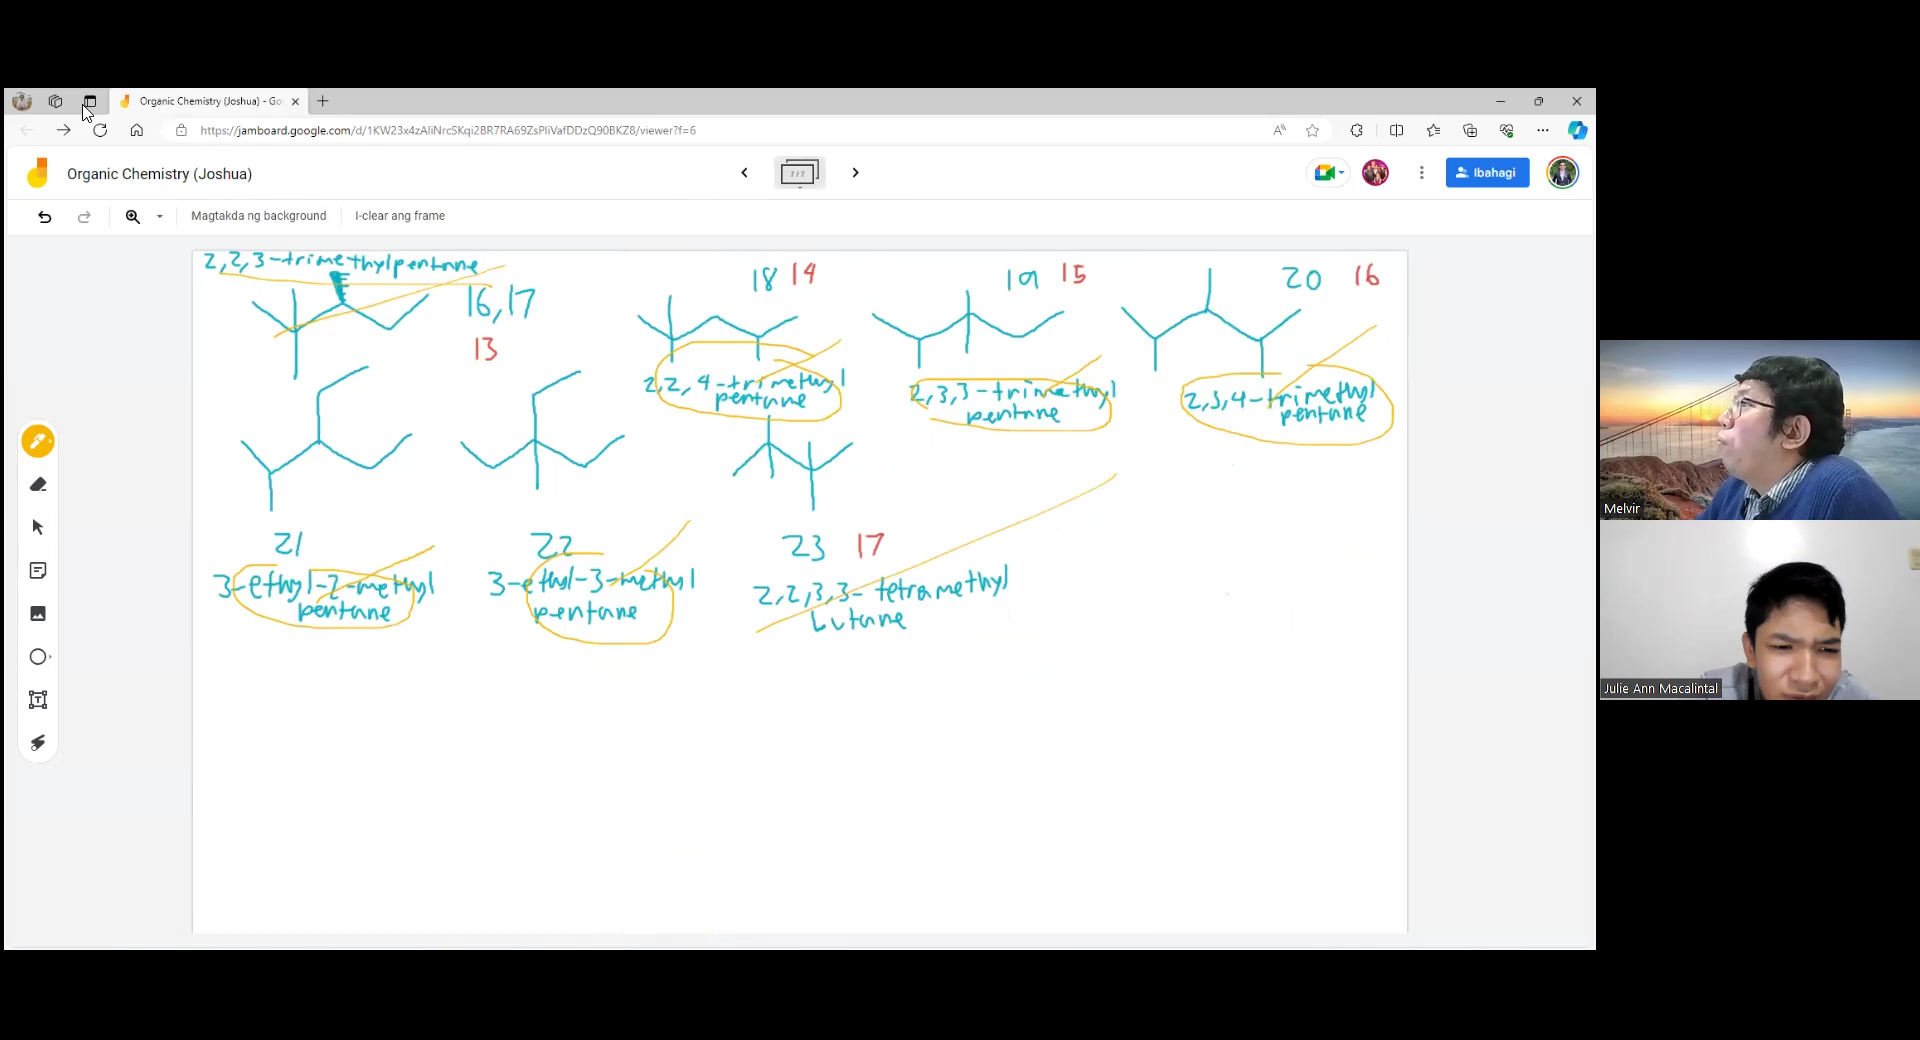 Organic Chemistry (Joshua) - Go
https://jamboard.google.com/d/1KW23x4zAIiNrcSKqi2BR7RA69ZsPIiVafDDzQ90BKZ8/viewer?f=6
Organic Chemistry (Joshua)
7 / 7
Ibahagi
Magtakda ng background
I-clear ang frame
2,2,3-trimethylpentane
16,17
13
18 14
19 15
20 16
2,2,4-trimethyl
pentane
2,3,3-trimethyl
pentane
2,3,4-trimethyl
pentane
21
3-ethyl-2-methyl
pentane
22
3-ethyl-3-methyl
pentane
23 17
2,2,3,3-tetramethyl
butane
Melvir
Julie Ann Macalintal